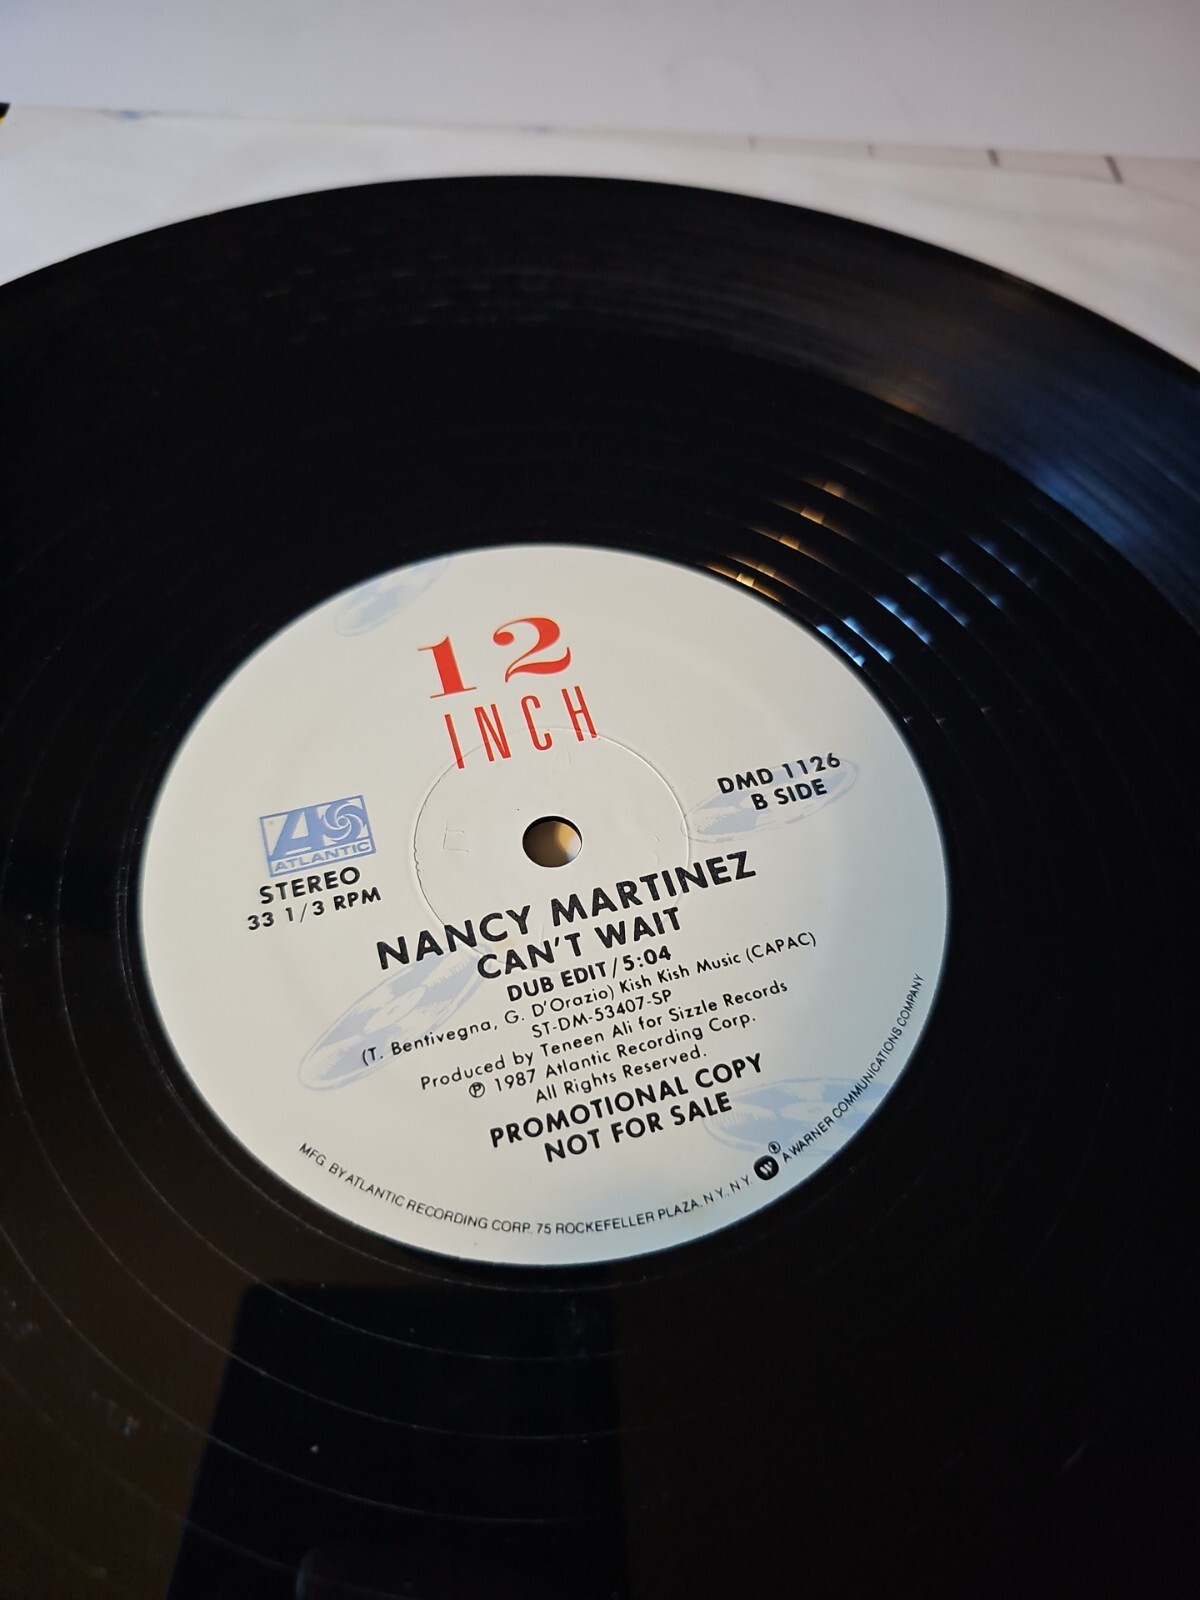 12
INCH
DMD 1126
B SIDE
ATLANTIC
STEREO
33 1/3 RPM
NANCY MARTINEZ
CAN'T WAIT
DUB EDIT/5:04
(T. Bentivegna, G. D'Orazio) Kish Kish Music (CAPAC)
ST-DM-53407-SP
Produced by Teneen Ali for Sizzle Records
℗ 1987 Atlantic Recording Corp.
All Rights Reserved.
PROMOTIONAL COPY
NOT FOR SALE
MFG. BY ATLANTIC RECORDING CORP. 75 ROCKEFELLER PLAZA, N.Y., N.Y. W ® A WARNER COMMUNICATIONS COMPANY